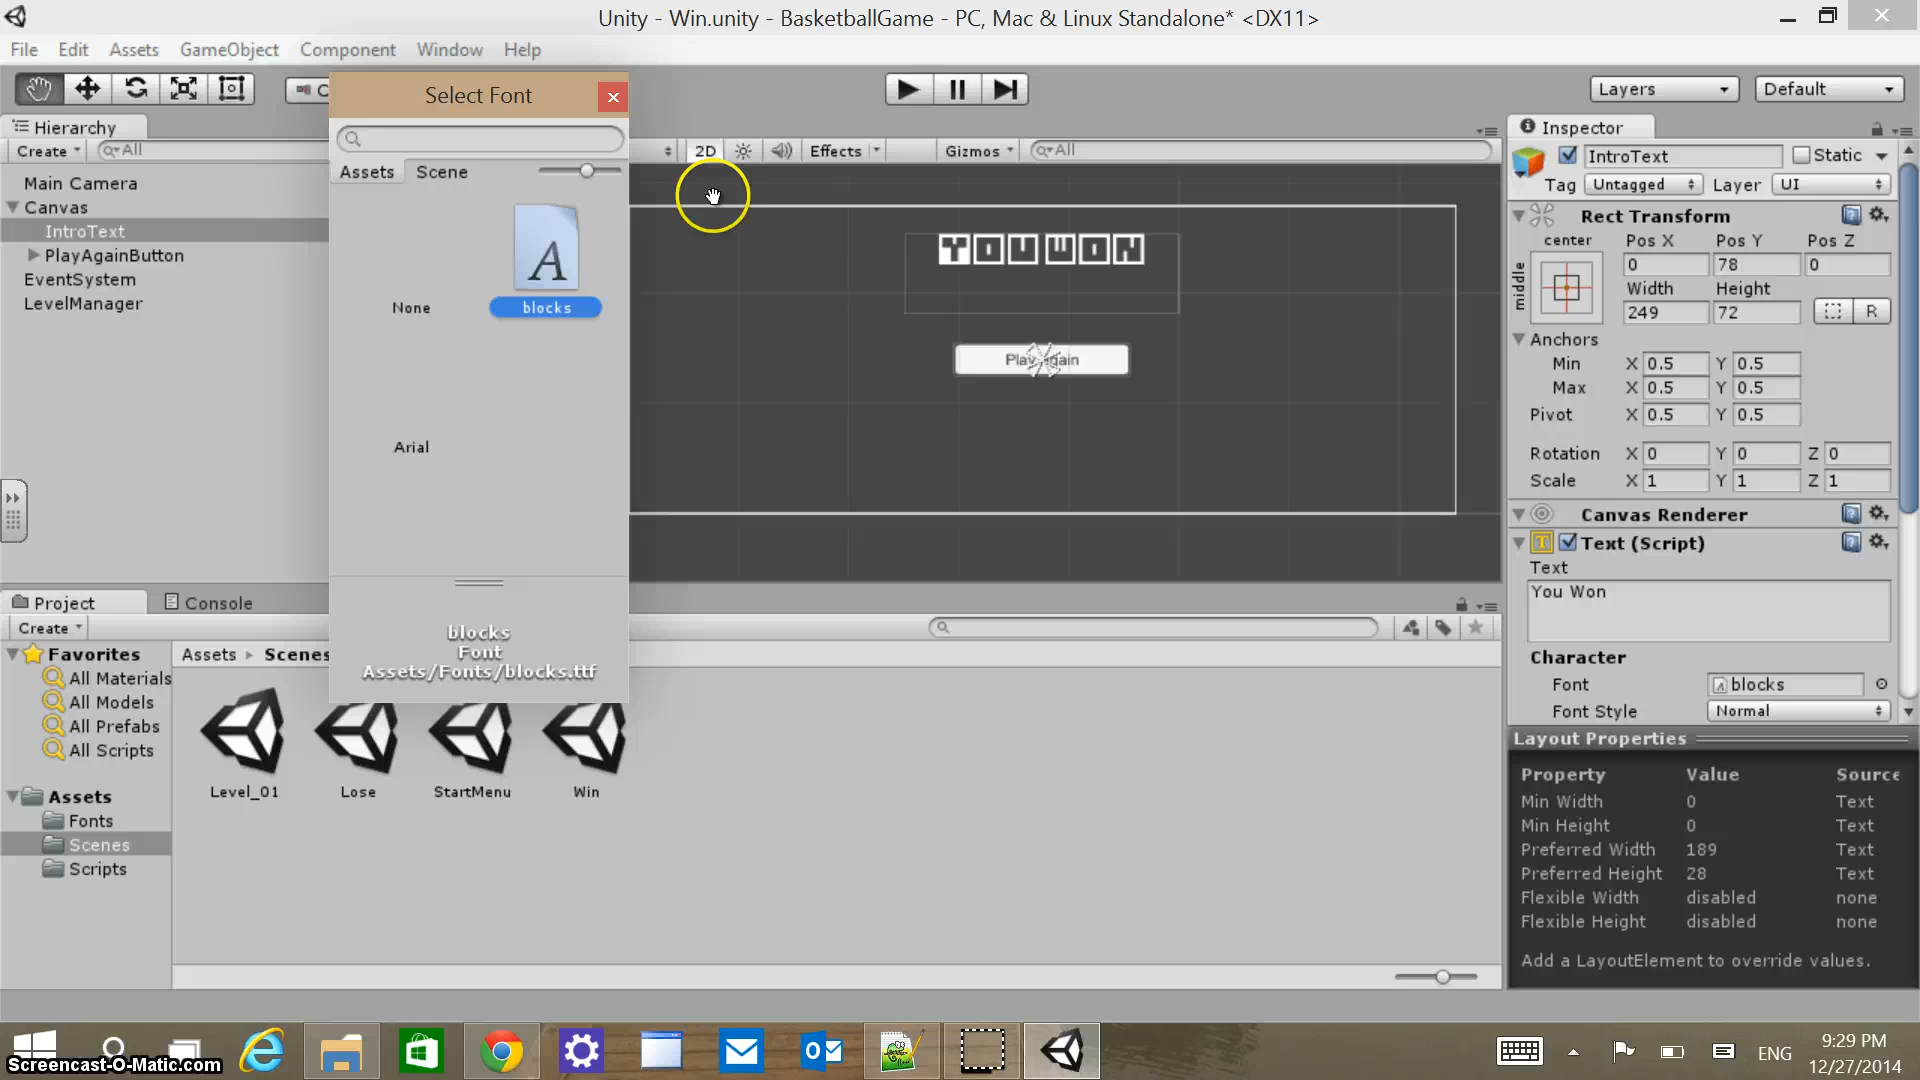 Unity - Win.unity - BasketballGame - PC, Mac & Linux Standalone* <DX11>
File Edit Assets GameObject Component Window Help
C
Layers
Default
Select Font
Assets Scene
None
blocks
Arial
blocks
Font
Assets/Fonts/blocks.ttf
Hierarchy
Create All
Main Camera
Canvas
IntroText
PlayAgainButton
EventSystem
LevelManager
2D Effects Gizmos All
YOU WON
Play Again
Project Console
Create
Favorites
All Materials
All Models
All Prefabs
All Scripts
Assets
Fonts
Scenes
Scripts
Assets Scenes
Level_01 Lose StartMenu Win
Inspector
IntroText Static
Tag Untagged Layer UI
Rect Transform
center Pos X Pos Y Pos Z
middle
0 78 0
Width Height
249 72 R
Anchors
Min X 0.5 Y 0.5
Max X 0.5 Y 0.5
Pivot X 0.5 Y 0.5
Rotation X 0 Y 0 Z 0
Scale X 1 Y 1 Z 1
Canvas Renderer
Text (Script)
Text
You Won
Character
Font blocks
Font Style Normal
Layout Properties
Property Value Source
Min Width 0 Text
Min Height 0 Text
Preferred Width 189 Text
Preferred Height 28 Text
Flexible Width disabled none
Flexible Height disabled none
Add a LayoutElement to override values.
Screencast-O-Matic.com
ENG
9:29 PM
12/27/2014